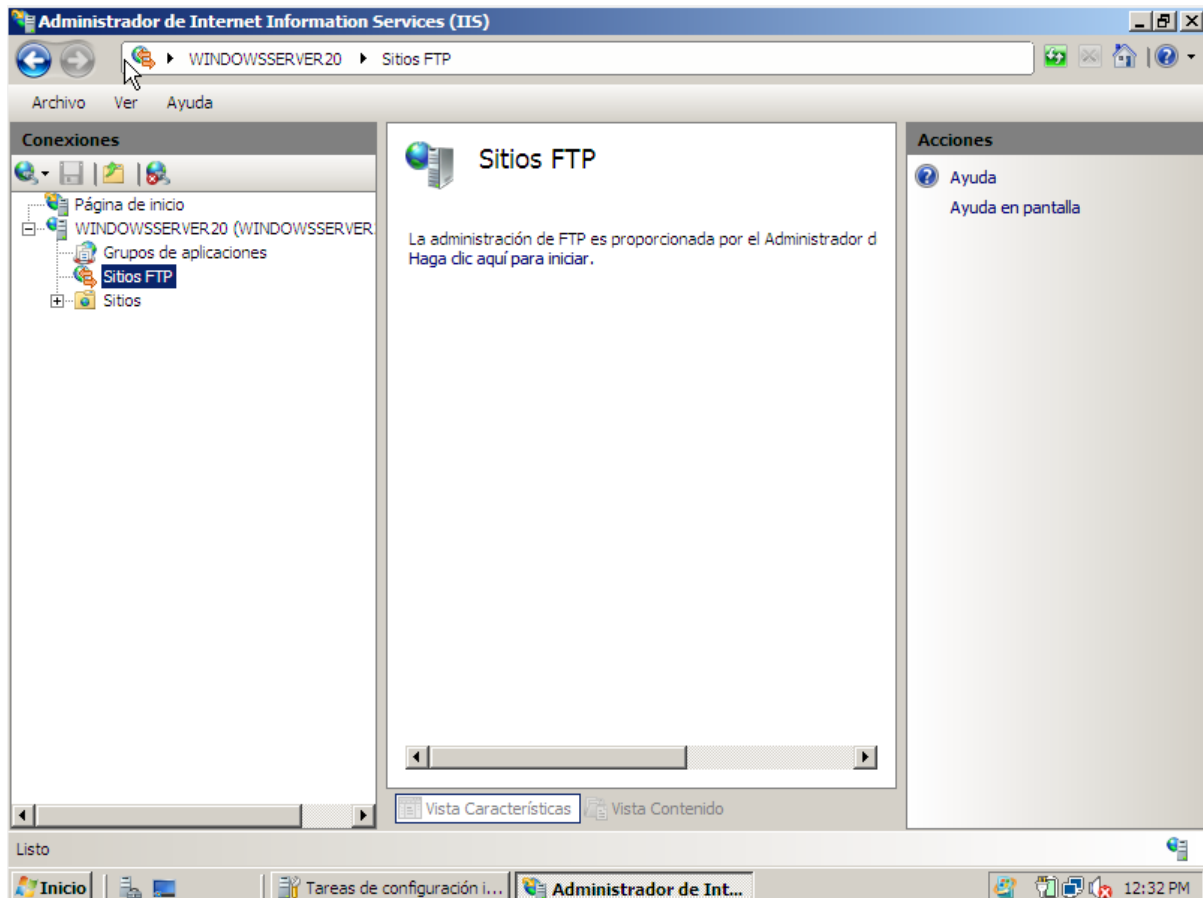 Administrador de Internet Information Services (IIS)
WINDOWSSERVER20 Sitios FTP
Archivo Ver Ayuda
Conexiones
Página de inicio
WINDOWSSERVER20 (WINDOWSSERVER
Grupos de aplicaciones
Sitios FTP
Sitios
Sitios FTP
La administración de FTP es proporcionada por el Administrador d
Haga clic aquí para iniciar.
Vista Características Vista Contenido
Acciones
Ayuda
Ayuda en pantalla
Listo
Inicio Tareas de configuración i... Administrador de Int... 12:32 PM